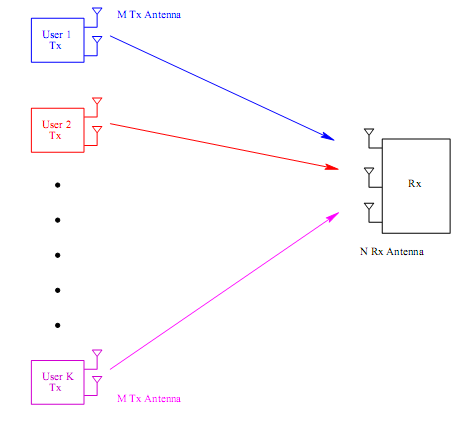 M Tx Antenna
User 1
Tx
User 2
Tx
Rx
N Rx Antenna
User K
Tx
M Tx Antenna